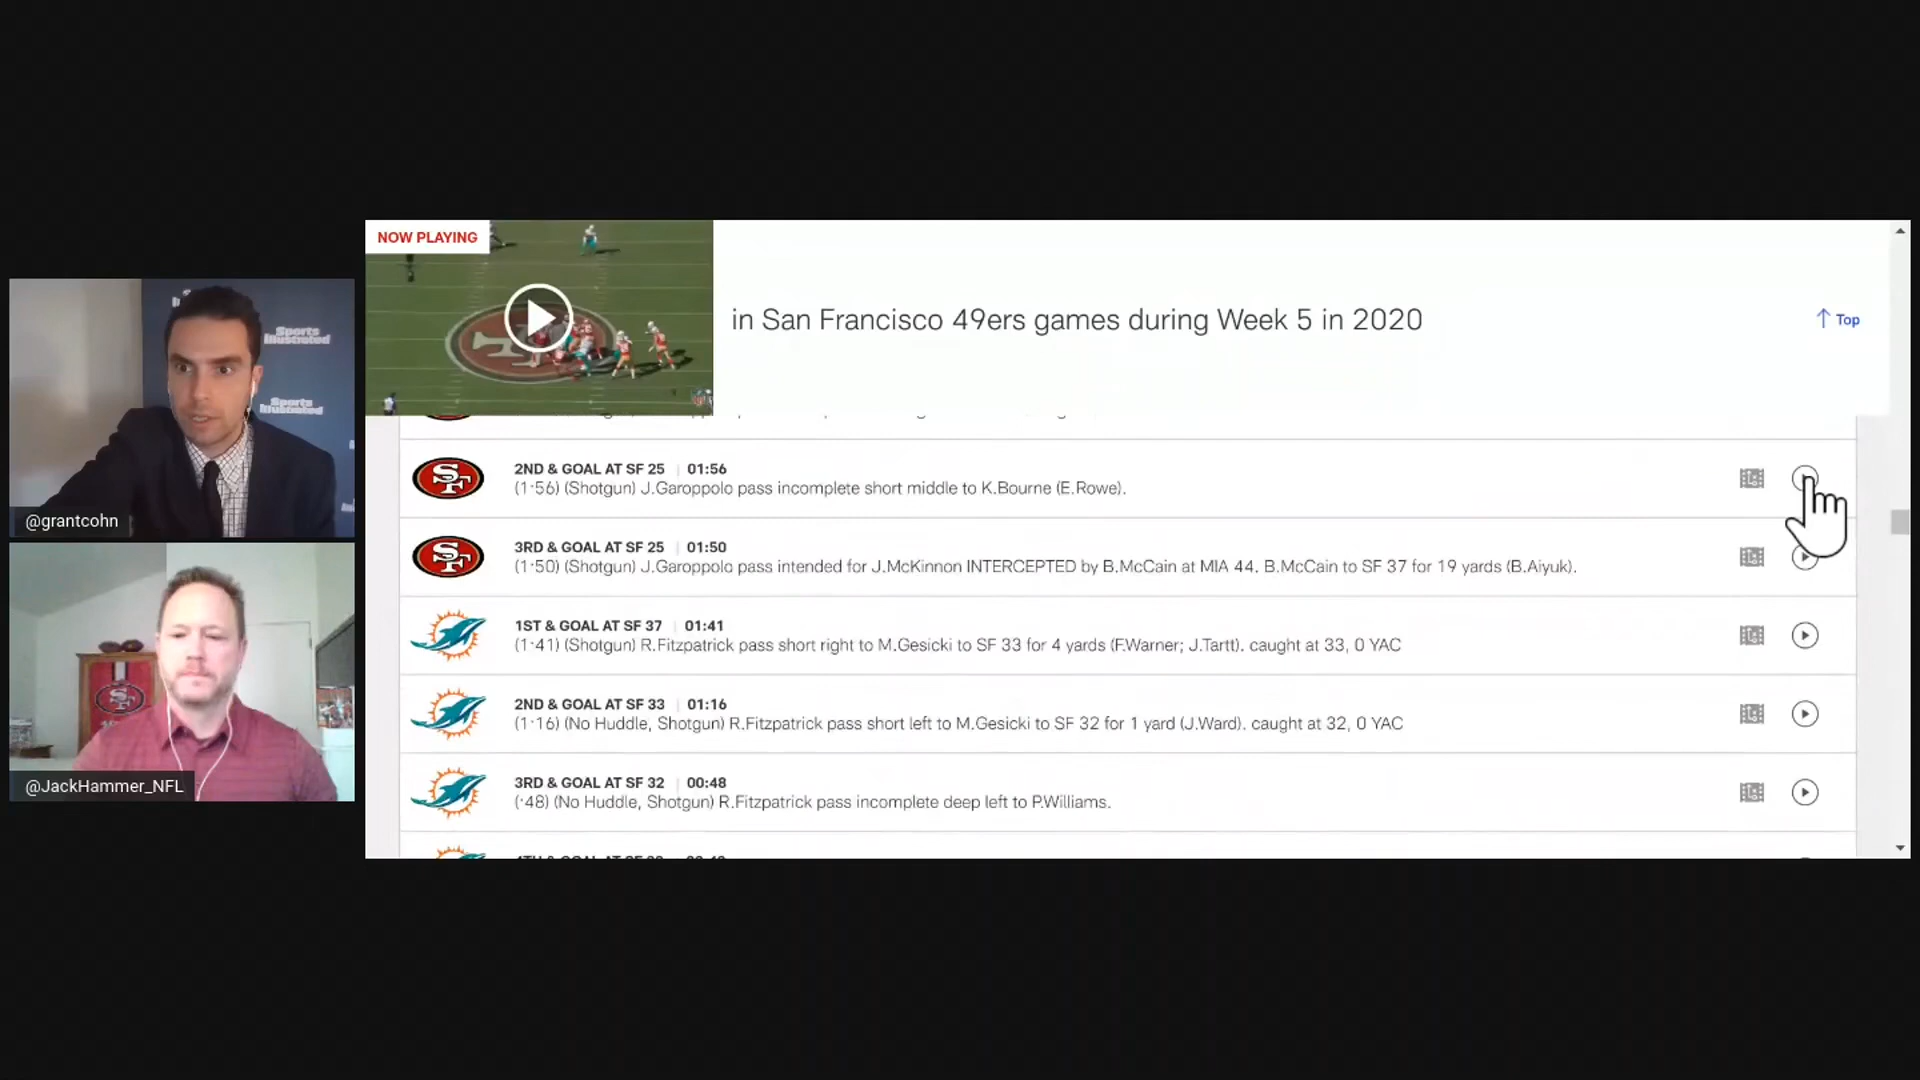 NOW PLAYING
in San Francisco 49ers games during Week 5 in 2020
Top
Sports
Illustrated
Sports
Illustrated
@grantcohn
@JackHammer_NFL
SF
2ND & GOAL AT SF 25 | 01:56
(1:56) (Shotgun) J.Garoppolo pass incomplete short middle to K.Bourne (E.Rowe).
SF
3RD & GOAL AT SF 25 | 01:50
(1:50) (Shotgun) J.Garoppolo pass intended for J.McKinnon INTERCEPTED by B.McCain at MIA 44. B.McCain to SF 37 for 19 yards (B.Aiyuk).
1ST & GOAL AT SF 37 | 01:41
(1:41) (Shotgun) R.Fitzpatrick pass short right to M.Gesicki to SF 33 for 4 yards (F.Warner; J.Tartt). caught at 33, 0 YAC
2ND & GOAL AT SF 33 | 01:16
(1:16) (No Huddle, Shotgun) R.Fitzpatrick pass short left to M.Gesicki to SF 32 for 1 yard (J.Ward). caught at 32, 0 YAC
3RD & GOAL AT SF 32 | 00:48
(:48) (No Huddle, Shotgun) R.Fitzpatrick pass incomplete deep left to P.Williams.